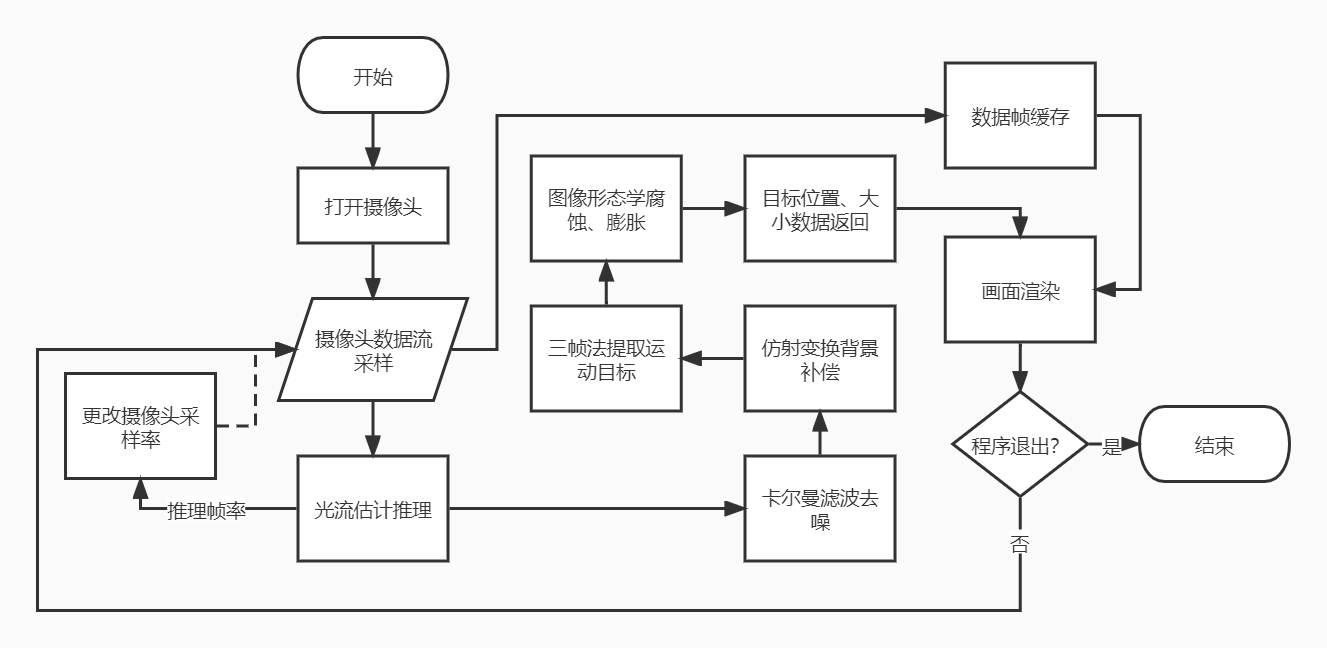 开始
打开摄像头
摄像头数据流
采样
更改摄像头采
样率
推理帧率
光流估计推理
卡尔曼滤波去
噪
仿射变换背景
补偿
三帧法提取运
动目标
图像形态学腐
蚀、膨胀
目标位置、大
小数据返回
数据帧缓存
画面渲染
程序退出?
是
结束
否